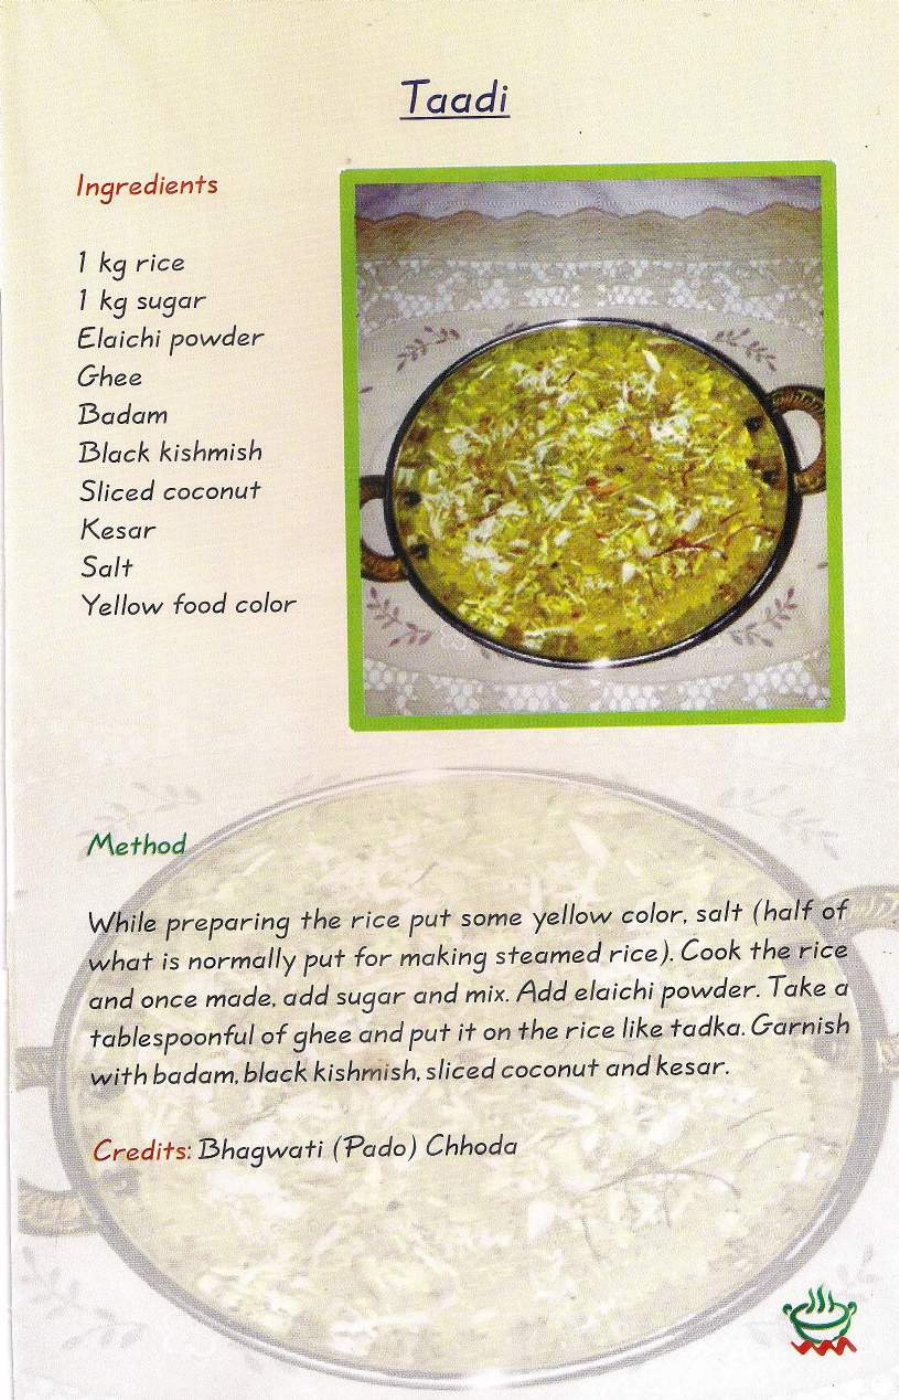 Taadi
Ingredients
1 kg rice
1 kg sugar
Elaichi powder
Ghee
Badam
Black kishmish
Sliced coconut
Kesar
Salt
Yellow food color
Method
While preparing the rice put some yellow color, salt (half of
what is normally put for making steamed rice). Cook the rice
and once made, add sugar and mix. Add elaichi powder. Take a
tablespoonful of ghee and put it on the rice like tadka. Garnish
with badam, black kishmish, sliced coconut and kesar.
Credits: Bhagwati (Pado) Chhoda